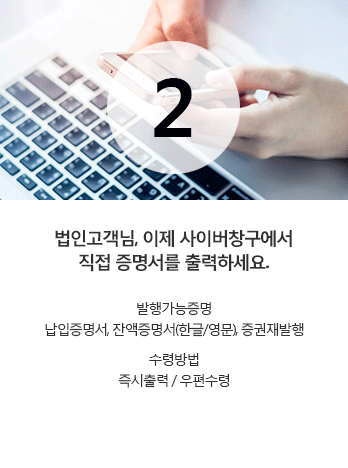 2
법인고객님, 이제 사이버창구에서
직접 증명서를 출력하세요.
발행가능증명
납입증명서, 잔액증명서(한글/영문), 증권재발행
수령방법
즉시출력 / 우편수령